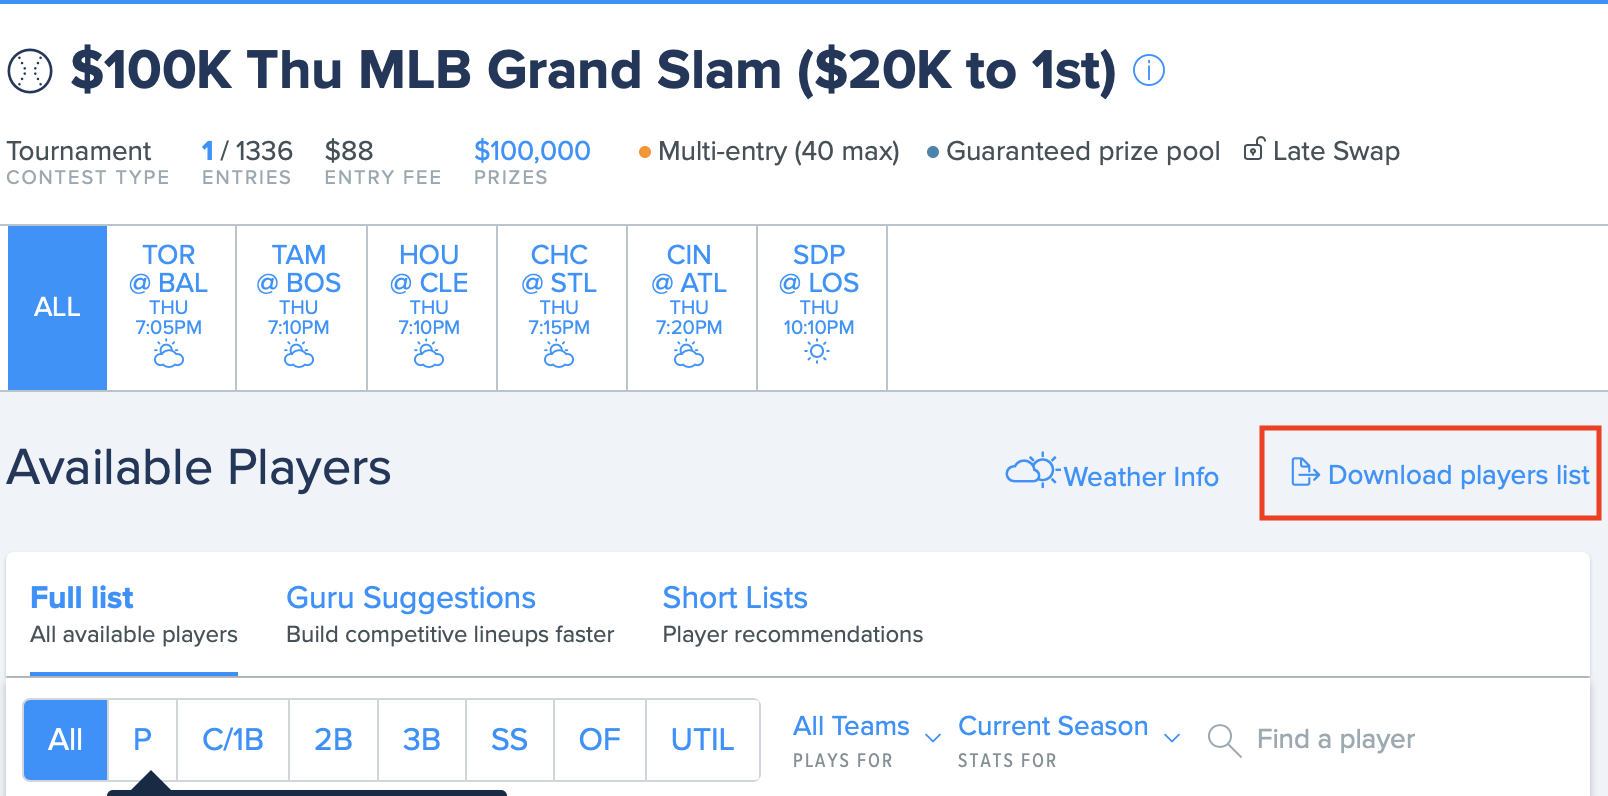 $100K Thu MLB Grand Slam ($20K to 1st)
Tournament
CONTEST TYPE
1 / 1336
ENTRIES
$88
ENTRY FEE
$100,000
PRIZES
Multi-entry (40 max)
Guaranteed prize pool
Late Swap
ALL
TOR
@ BAL
THU
7:05PM
TAM
@ BOS
THU
7:10PM
HOU
@ CLE
THU
7:10PM
CHC
@ STL
THU
7:15PM
CIN
@ ATL
THU
7:20PM
SDP
@ LOS
THU
10:10PM
Available Players
Weather Info
Download players list
Full list
All available players
Guru Suggestions
Build competitive lineups faster
Short Lists
Player recommendations
All
P
C/1B
2B
3B
SS
OF
UTIL
All Teams
PLAYS FOR
Current Season
STATS FOR
Find a player